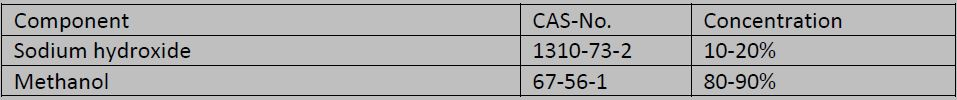 Component CAS-No. Concentration
Sodium hydroxide 1310-73-2 10-20%
Methanol 67-56-1 80-90%